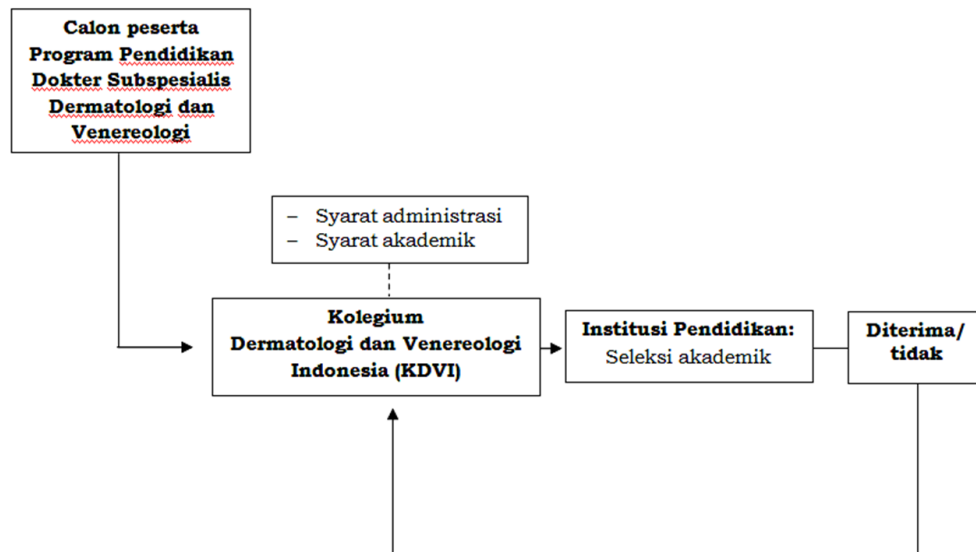 Calon peserta
Program Pendidikan
Dokter Subspesialis
Dermatologi dan
Venereologi
– Syarat administrasi
– Syarat akademik
Kolegium
Dermatologi dan Venereologi
Indonesia (KDVI)
Institusi Pendidikan:
Seleksi akademik
Diterima/
tidak